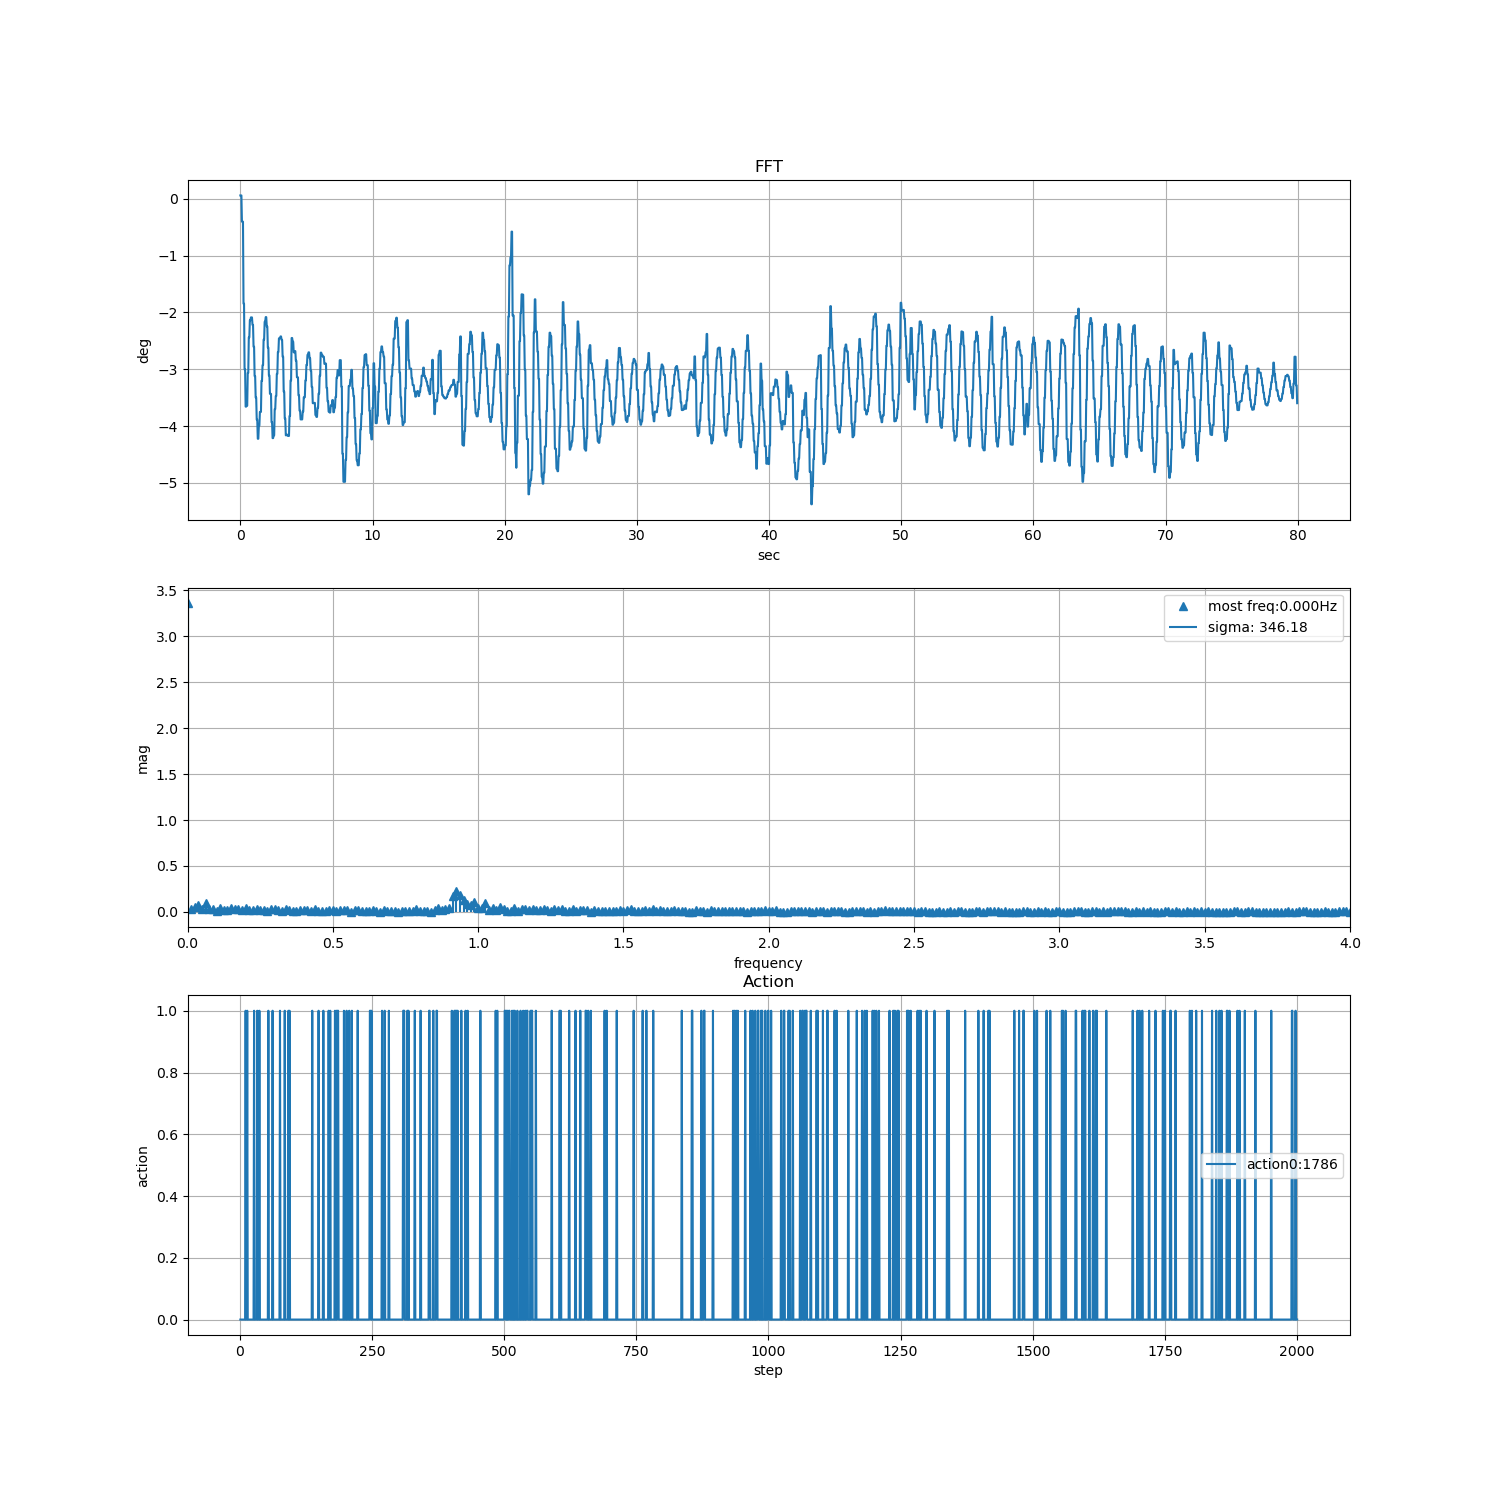 FFT
0
−1
−2
−3
−4
−5
deg
0 10 20 30 40 50 60 70 80
sec
3.5
3.0
2.5
2.0
1.5
1.0
0.5
0.0
mag
most freq:0.000Hz
sigma: 346.18
0.0 0.5 1.0 1.5 2.0 2.5 3.0 3.5 4.0
frequency
Action
1.0
0.8
0.6
0.4
0.2
0.0
action
action0:1786
0 250 500 750 1000 1250 1500 1750 2000
step